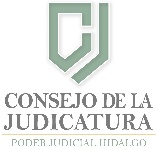 CONSEJO DE LA
JUDICATURA
PODER JUDICIAL HIDALGO